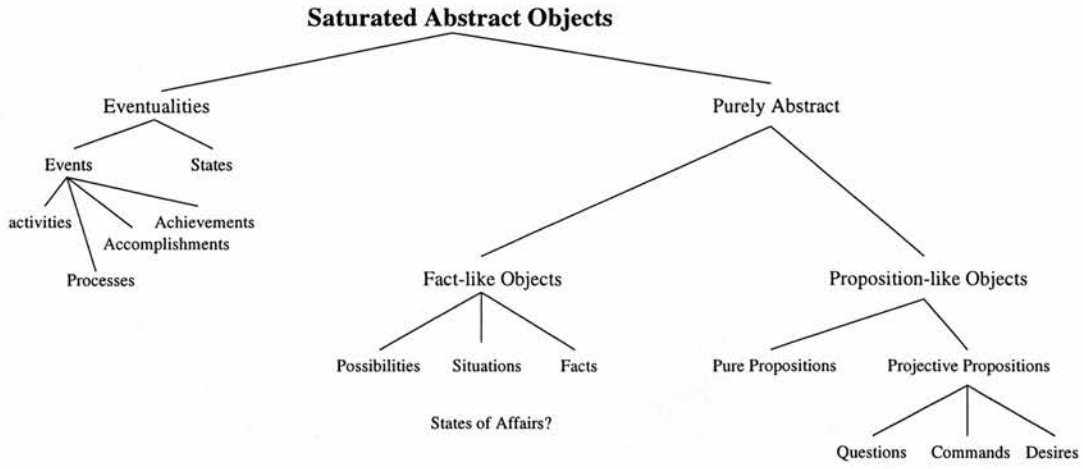 Saturated Abstract Objects
Eventualities
Purely Abstract
Events
States
activities
Achievements
Accomplishments
Processes
Fact-like Objects
Proposition-like Objects
Possibilities
Situations
Facts
Pure Propositions
Projective Propositions
States of Affairs?
Questions
Commands
Desires